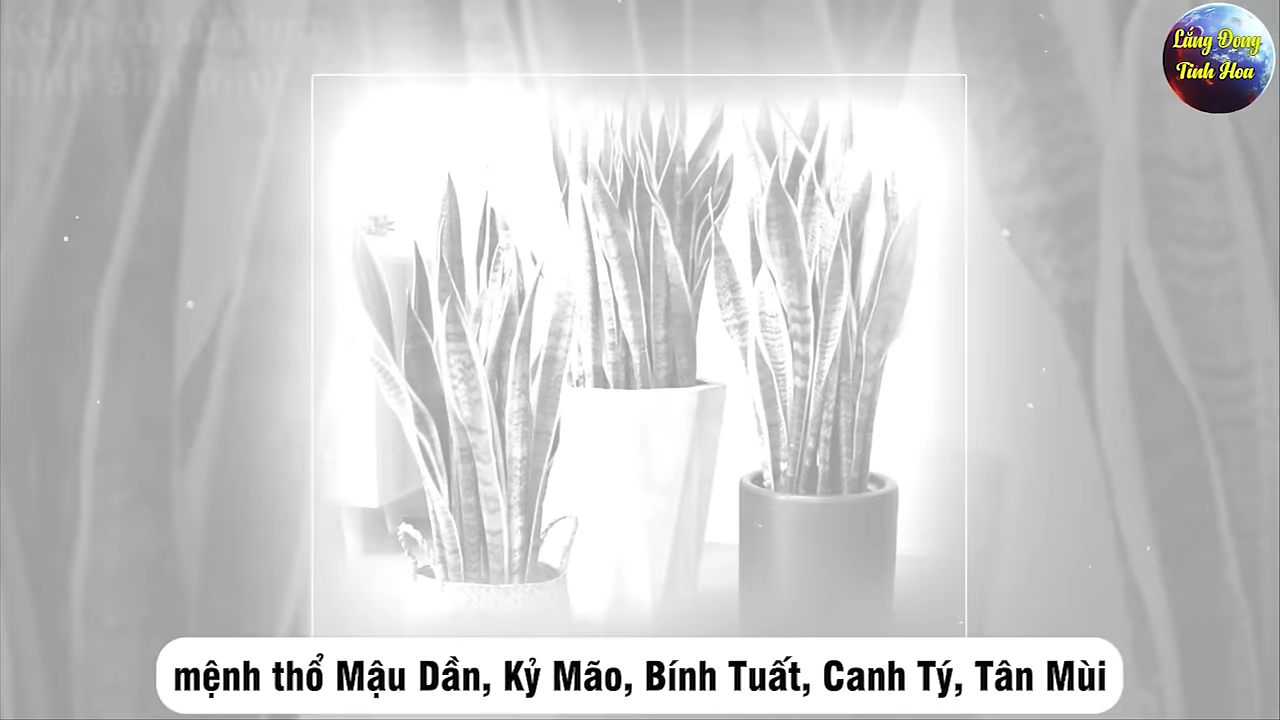 Lắng Đọng
Tinh Hoa
mệnh thổ Mậu Dần, Kỷ Mão, Bính Tuất, Canh Tý, Tân Mùi